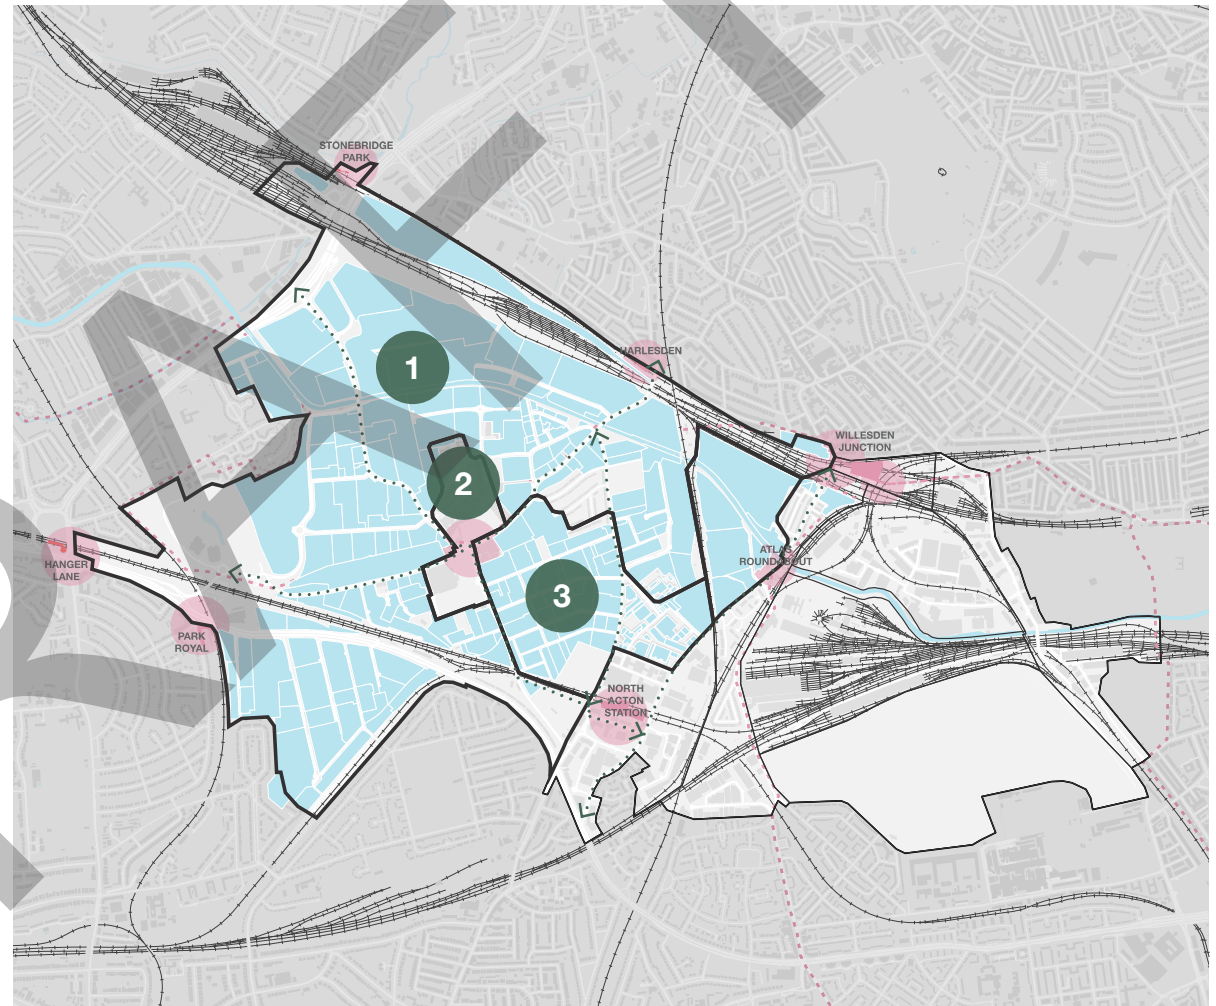 STONEBRIDGE
PARK
1
HARLESDEN
WILLESDEN
JUNCTION
2
ATLAS
ROUNDABOUT
HANGER
LANE
3
PARK
ROYAL
NORTH
ACTON
STATION